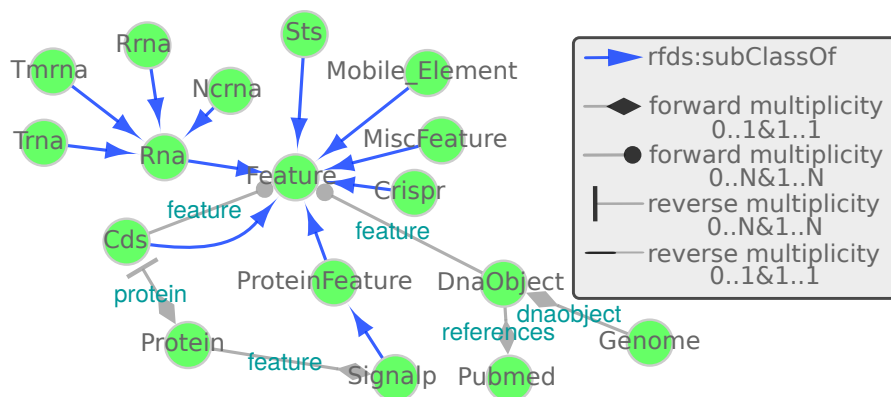 Sts
Rrna
Tmrna
Mobile_Element
Ncrna
Trna
Rna
MiscFeature
Feature
Crispr
feature
feature
Cds
ProteinFeature
DnaObject
protein
dnaobject
references
Protein
Genome
feature
Signalp
Pubmed
rfds:subClassOf
forward multiplicity
0..1&1..1
forward multiplicity
0..N&1..N
reverse multiplicity
0..N&1..N
reverse multiplicity
0..1&1..1